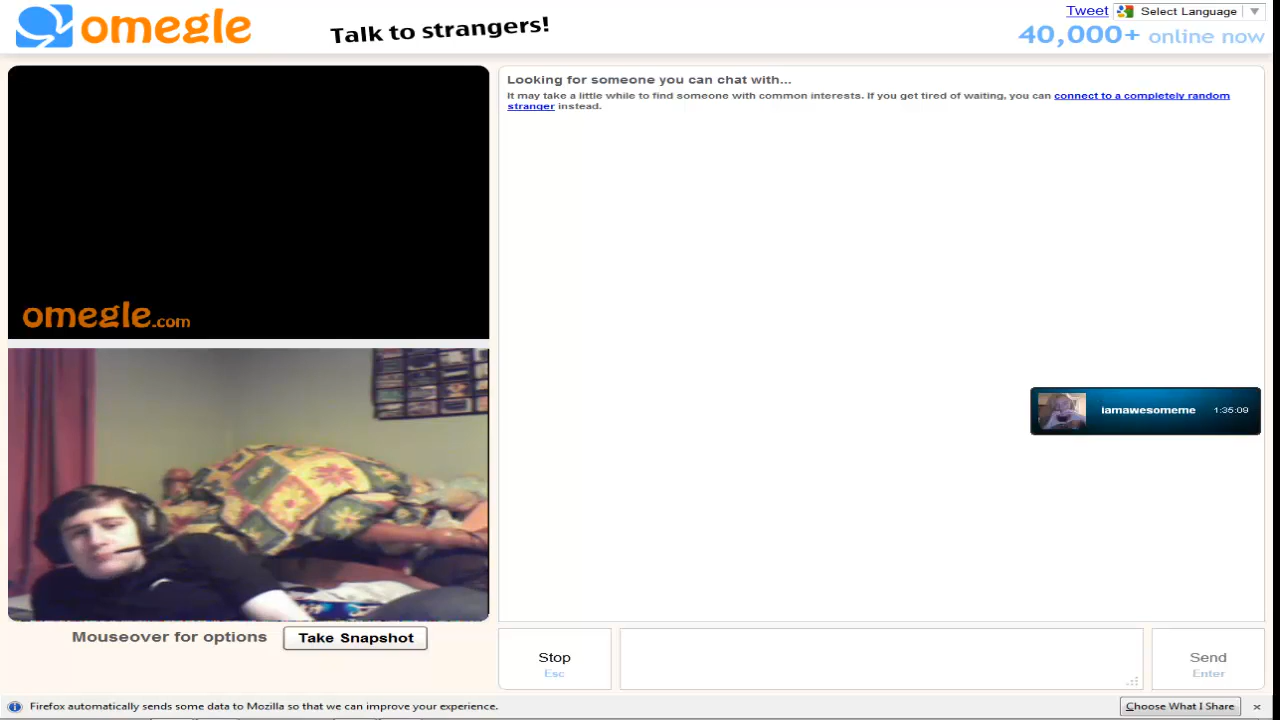 omegle
Talk to strangers!
Tweet
Select Language
40,000+ online now
Looking for someone you can chat with...
It may take a little while to find someone with common interests. If you get tired of waiting, you can connect to a completely random
stranger instead.
omegle.com
iamawesomeme 1:35:09
Mouseover for options
Take Snapshot
Stop
Esc
Send
Enter
Firefox automatically sends some data to Mozilla so that we can improve your experience.
Choose What I Share